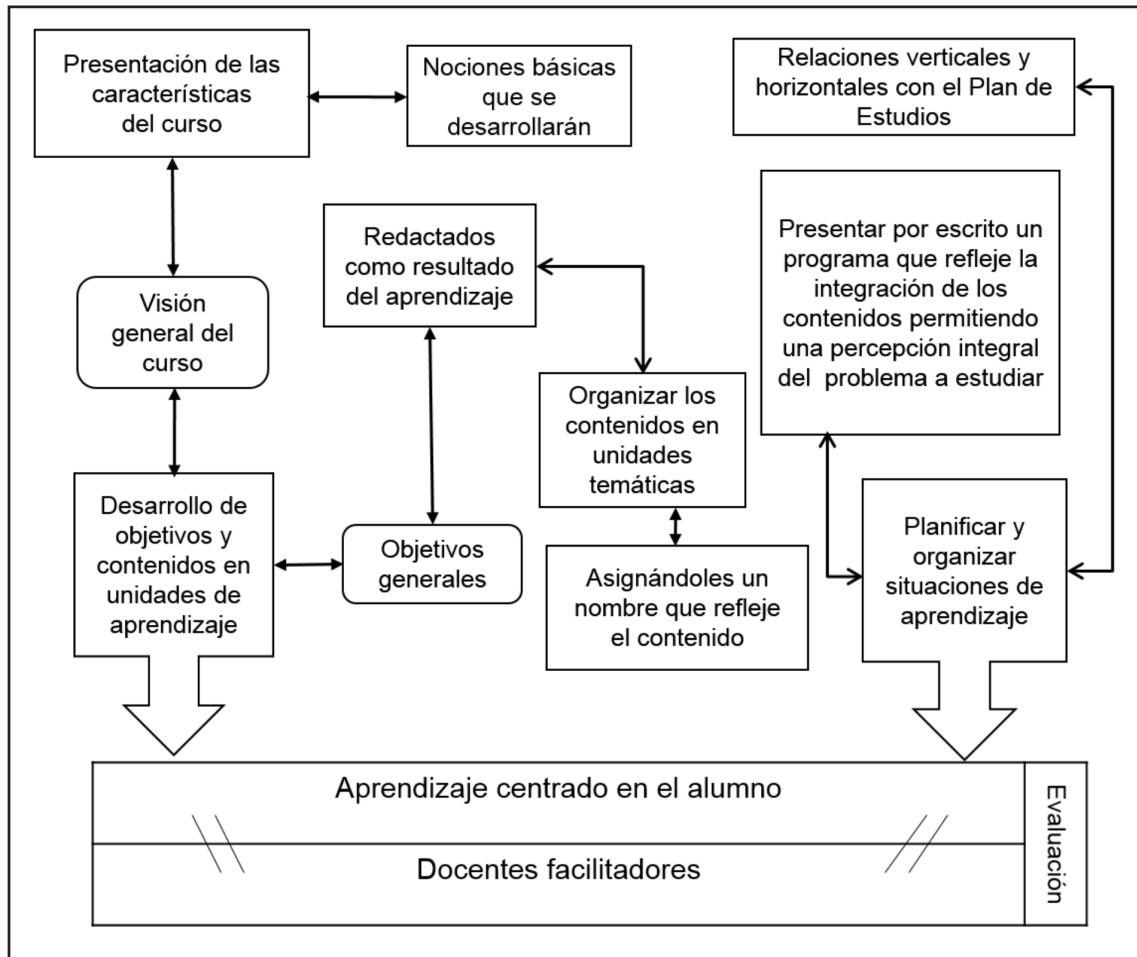 Presentación de las
características
del curso
Nociones básicas
que se
desarrollarán
Relaciones verticales y
horizontales con el Plan de
Estudios
Redactados
como resultado
del aprendizaje
Presentar por escrito un
programa que refleje la
integración de los
contenidos permitiendo
una percepción integral
del problema a estudiar
Visión
general del
curso
Organizar los
contenidos en
unidades
temáticas
Desarrollo de
objetivos y
contenidos en
unidades de
aprendizaje
Objetivos
generales
Asignándoles un
nombre que refleje
el contenido
Planificar y
organizar
situaciones de
aprendizaje
Aprendizaje centrado en el alumno
Docentes facilitadores
Evaluación